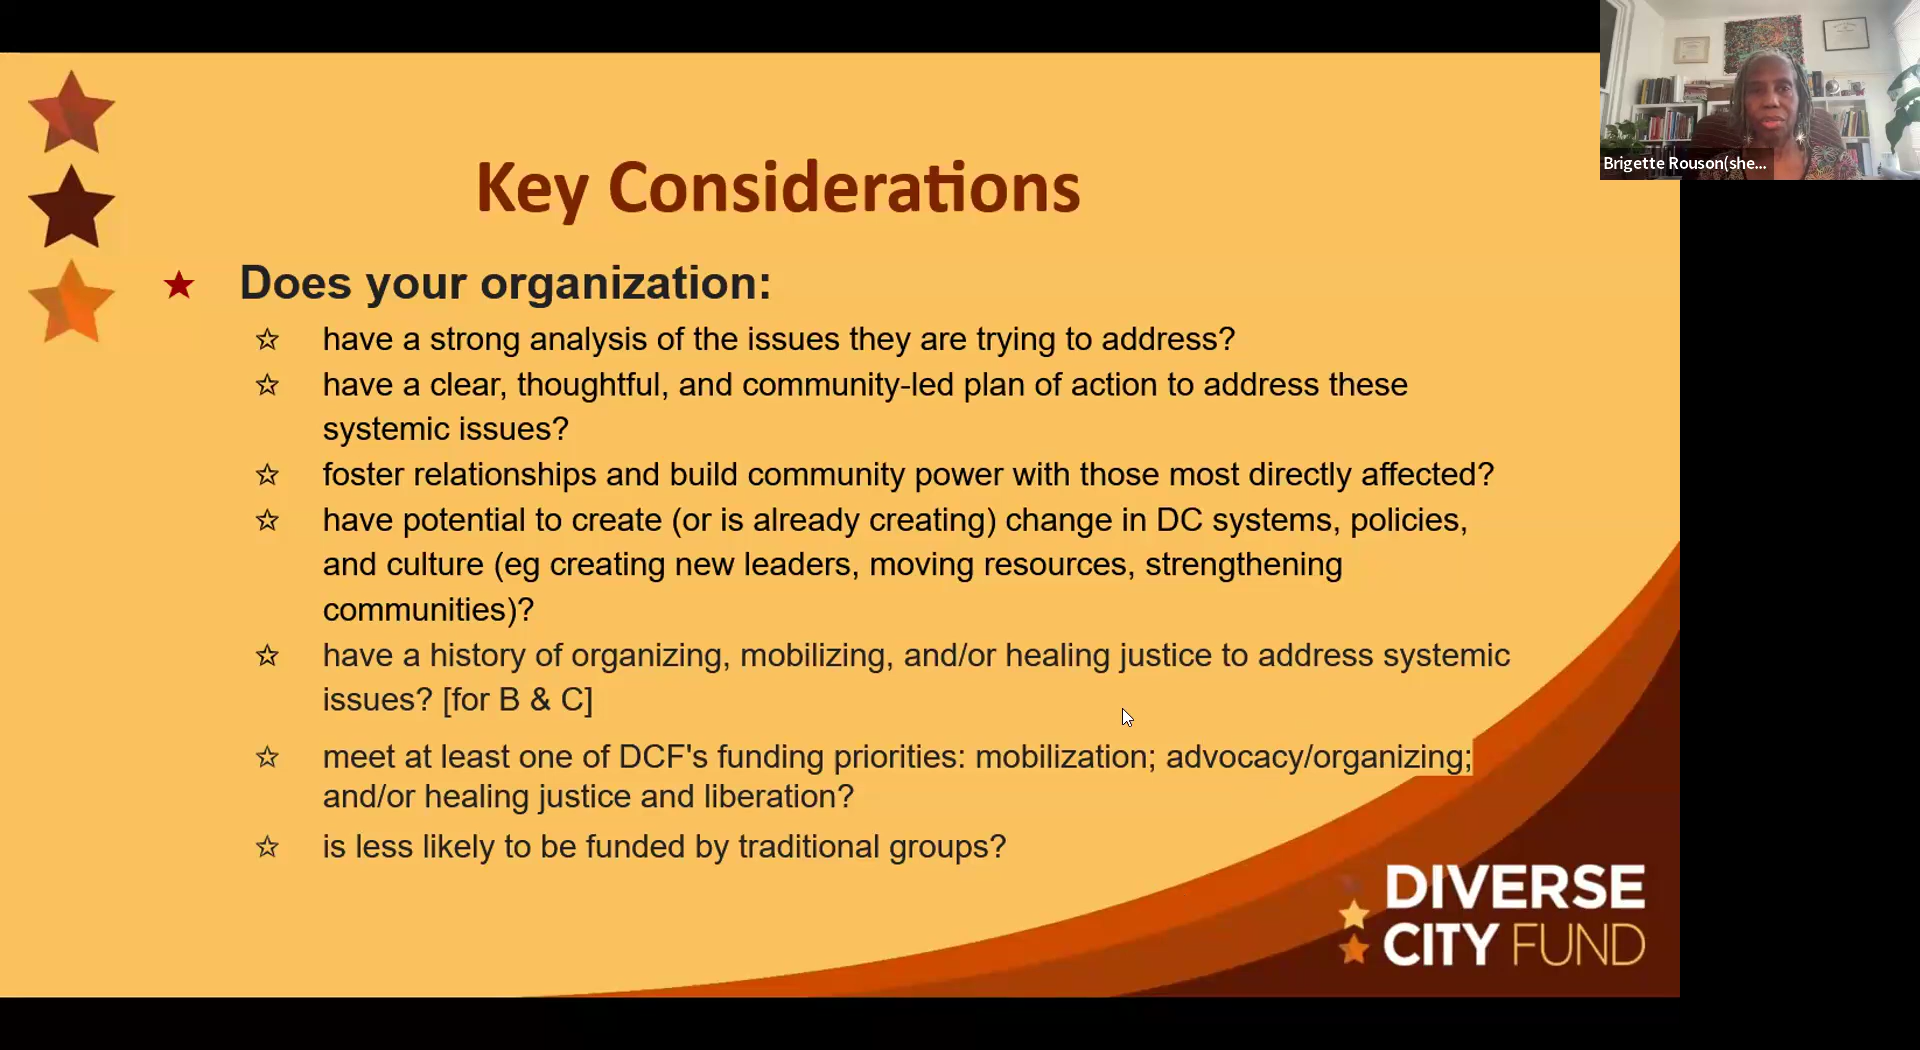 Key Considerations
Does your organization:
have a strong analysis of the issues they are trying to address?
have a clear, thoughtful, and community-led plan of action to address these
systemic issues?
foster relationships and build community power with those most directly affected?
have potential to create (or is already creating) change in DC systems, policies,
and culture (eg creating new leaders, moving resources, strengthening
communities)?
have a history of organizing, mobilizing, and/or healing justice to address systemic
issues? [for B & C]
meet at least one of DCF's funding priorities: mobilization; advocacy/organizing;
and/or healing justice and liberation?
is less likely to be funded by traditional groups?
DIVERSE
CITY FUND
Brigette Rouson(she...